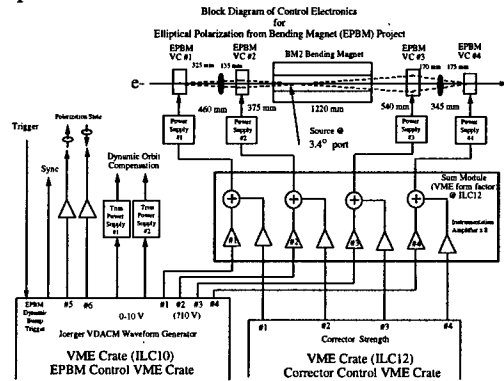 Block Diagram of Control Electronics
for
Elliptical Polarization from Bending Magnet (EPBM) Project
EPBM
VC #1
EPBM
VC #2
BM2 Bending Magnet
EPBM
VC #3
EPBM
VC #4
325 mm
135 mm
170 mm
175 mm
e-
460 mm
375 mm
1220 mm
540 mm
345 mm
Power
Supply
#1
Power
Supply
#2
Source @
3.4° port
Power
Supply
#3
Power
Supply
#4
Polarization State
Trigger
Sync
Dynamic Orbit
Compensation
Trim
Power
Supply
#1
Trim
Power
Supply
#2
Sum Module
(VME form factor)
@ ILC12
Instrumentation
Amplifier x 8
#1
#2
#3
#4
EPBM
Dynamic
Bump
Trigger
#5
#6
0-10 V
#1
#2
#3
#4
(?10 V)
Joerger VDACM Waveform Generator
VME Crate (ILC10)
EPBM Control VME Crate
#1
#2
#3
#4
Corrector Strength
VME Crate (ILC12)
Corrector Control VME Crate